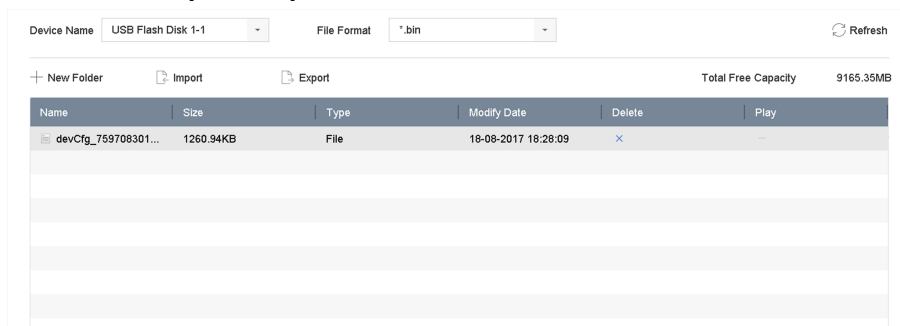 Device Name USB Flash Disk 1-1 File Format *.bin Refresh
New Folder Import Export Total Free Capacity 9165.35MB
Name Size Type Modify Date Delete Play
devCfg_759708301... 1260.94KB File 18-08-2017 18:28:09